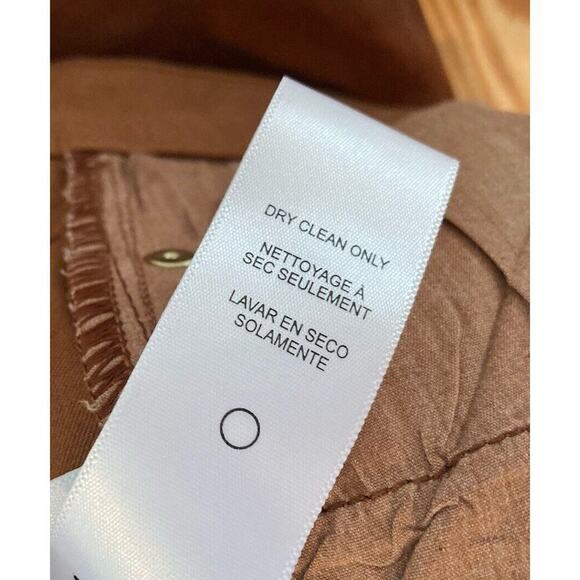 DRY CLEAN ONLY
NETTOYAGE À
SEC SEULEMENT
LAVAR EN SECO
SOLAMENTE